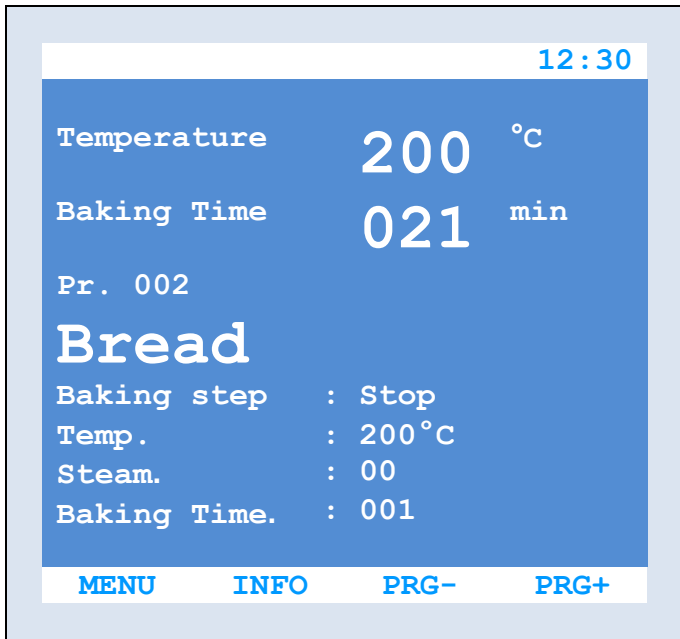 12:30
Temperature 200 °C
Baking Time 021 min
Pr. 002
Bread
Baking step : Stop
Temp. : 200°C
Steam. : 00
Baking Time. : 001
MENU INFO PRG- PRG+